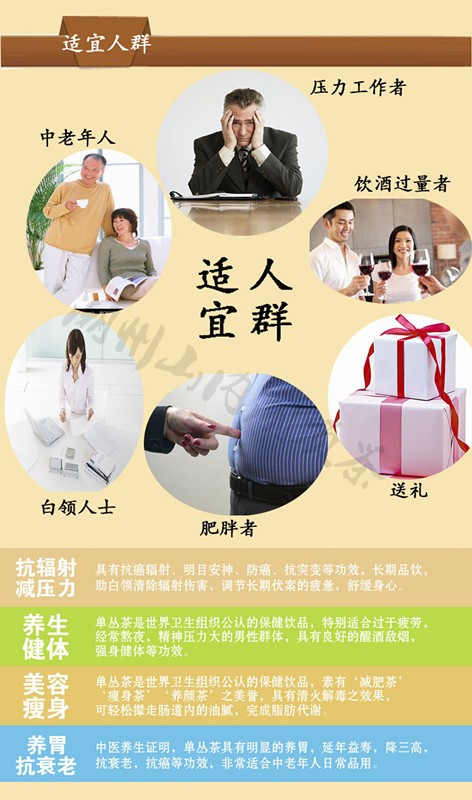 适宜人群
压力工作者
中老年人
饮酒过量者
适人
宜群
白领人士
肥胖者
送礼
抗辐射
减压力
具有抗癌辐射、明目安神、防癌、抗突变等功效，长期品饮，
助白领清除辐射伤害，调节长期伏案的疲惫，舒缓身心。
养生
健体
单丛茶是世界卫生组织公认的保健饮品，特别适合过于疲劳，
经常熬夜，精神压力大的男性群体，具有良好的醒酒敌烟，
强身健体等功效。
美容
瘦身
单丛茶是世界卫生组织公认的保健饮品，素有‘减肥茶’
‘瘦身茶’‘养颜茶’之美誉，具有清火解毒之效果，
可轻松撵走肠道内的油腻，完成脂肪代谢。
养胃
抗衰老
中医养生证明，单丛茶具有明显的养胃，延年益寿，降三高，
抗衰老，抗癌等功效，非常适合中老年人日常品用。